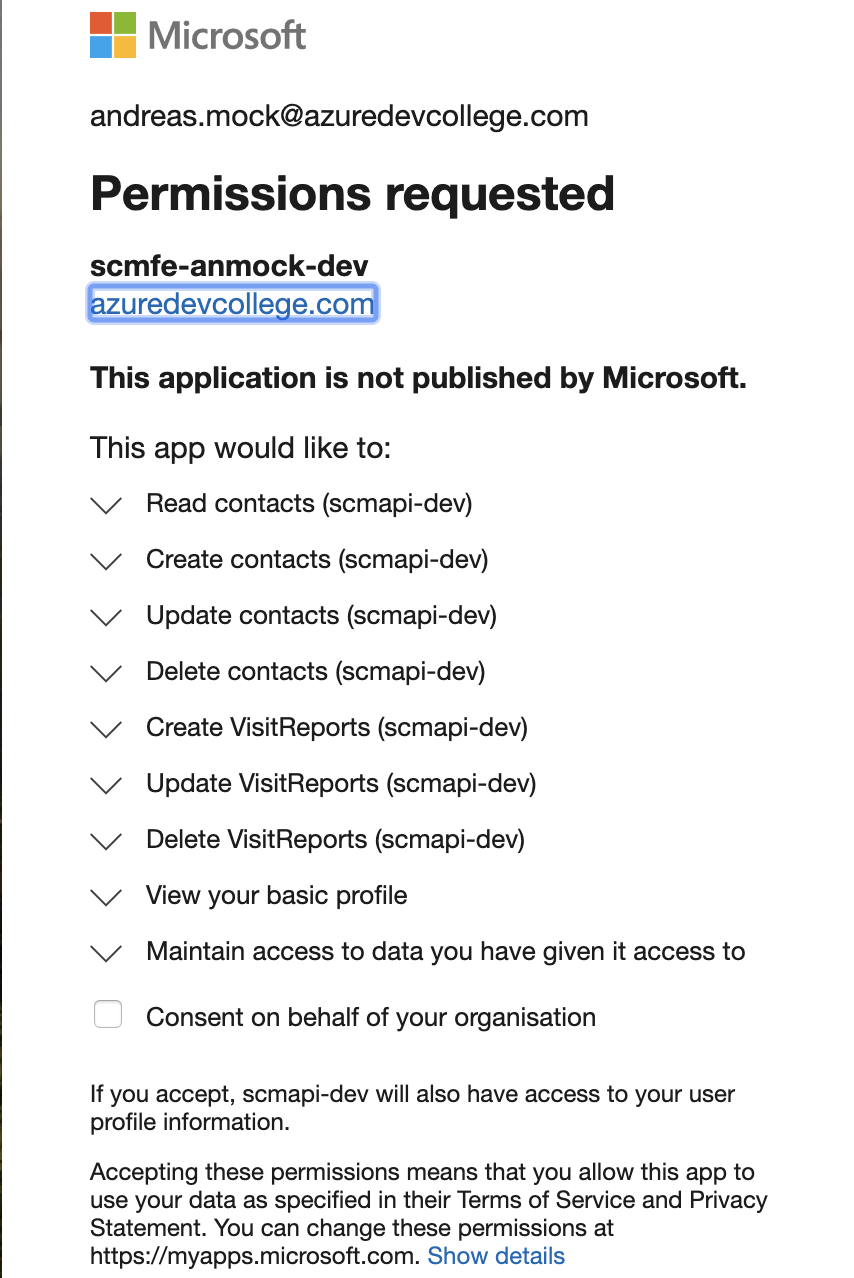 Microsoft
andreas.mock@azuredevcollege.com
Permissions requested
scmfe-anmock-dev
azuredevcollege.com
This application is not published by Microsoft.
This app would like to:
Read contacts (scmapi-dev)
Create contacts (scmapi-dev)
Update contacts (scmapi-dev)
Delete contacts (scmapi-dev)
Create VisitReports (scmapi-dev)
Update VisitReports (scmapi-dev)
Delete VisitReports (scmapi-dev)
View your basic profile
Maintain access to data you have given it access to
Consent on behalf of your organisation
If you accept, scmapi-dev will also have access to your user
profile information.
Accepting these permissions means that you allow this app to
use your data as specified in their Terms of Service and Privacy
Statement. You can change these permissions at
https://myapps.microsoft.com. Show details